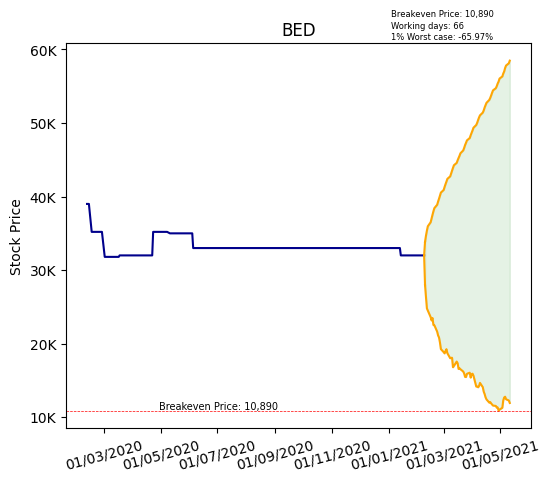 Breakeven Price: 10,890
Working days: 66
1% Worst case: -65.97%
BED
60K
50K
40K
30K
20K
10K
Stock Price
Breakeven Price: 10,890
01/03/2020
01/05/2020
01/07/2020
01/09/2020
01/11/2020
01/01/2021
01/03/2021
01/05/2021